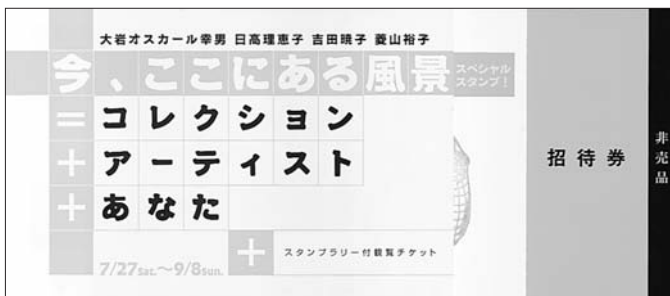 大岩オスカール幸男 日高理恵子 吉田暁子 菱山裕子
今、ここにある風景
スペシャル
スタンプ!
=コレクション
+アーティスト
+あなた
+ スタンプラリー付観覧チケット
7/27Sat.～9/8Sun.
招待券
非売品